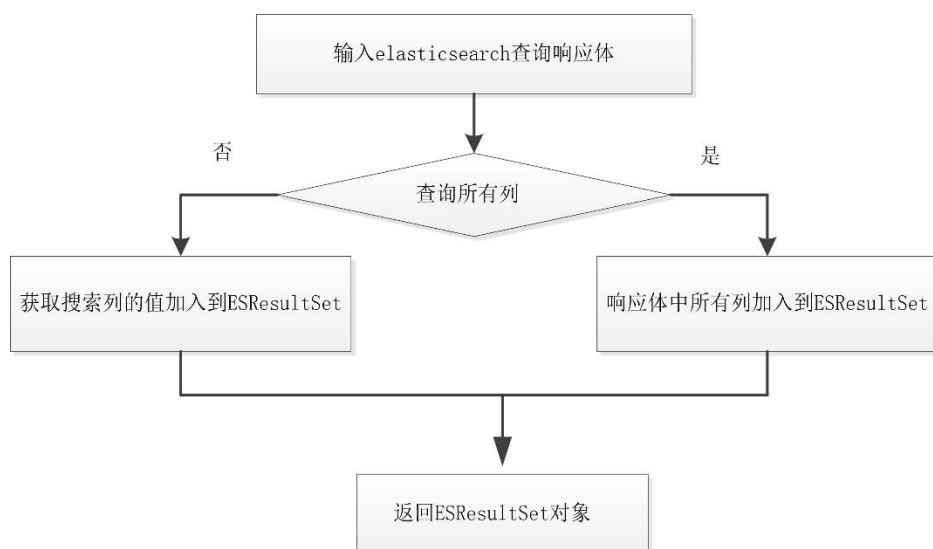 输入elasticsearch查询响应体
否
是
查询所有列
获取搜索列的值加入到ESResultSet
响应体中所有列加入到ESResultSet
返回ESResultSet对象